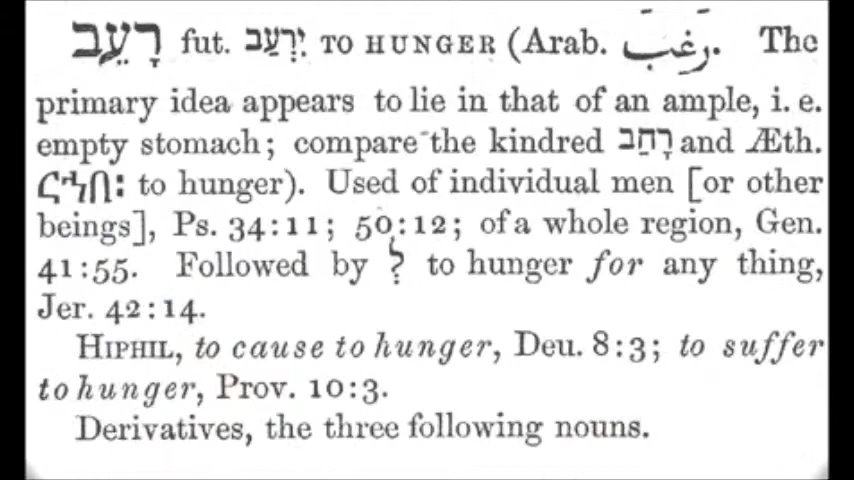 רָעֵב fut. יִרְעַב TO HUNGER (Arab. رَغِبَ. The
primary idea appears to lie in that of an ample, i. e.
empty stomach; compare the kindred רָחַב and Æth.
ርኅበ፡ to hunger). Used of individual men [or other
beings], Ps. 34:11; 50:12; of a whole region, Gen.
41:55. Followed by לְ to hunger for any thing,
Jer. 42:14.
HIPHIL, to cause to hunger, Deu. 8:3; to suffer
to hunger, Prov. 10:3.
Derivatives, the three following nouns.